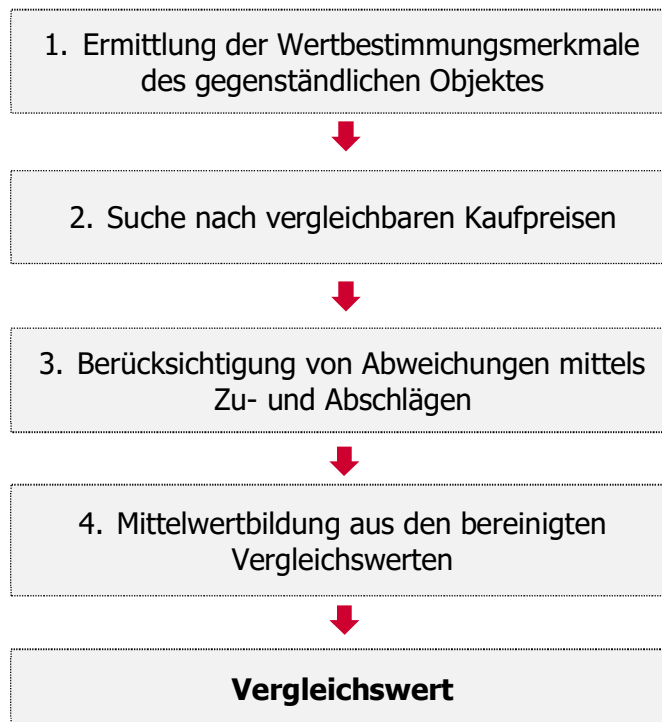 1. Ermittlung der Wertbestimmungsmerkmale
des gegenständlichen Objektes
2. Suche nach vergleichbaren Kaufpreisen
3. Berücksichtigung von Abweichungen mittels
Zu- und Abschlägen
4. Mittelwertbildung aus den bereinigten
Vergleichswerten
Vergleichswert